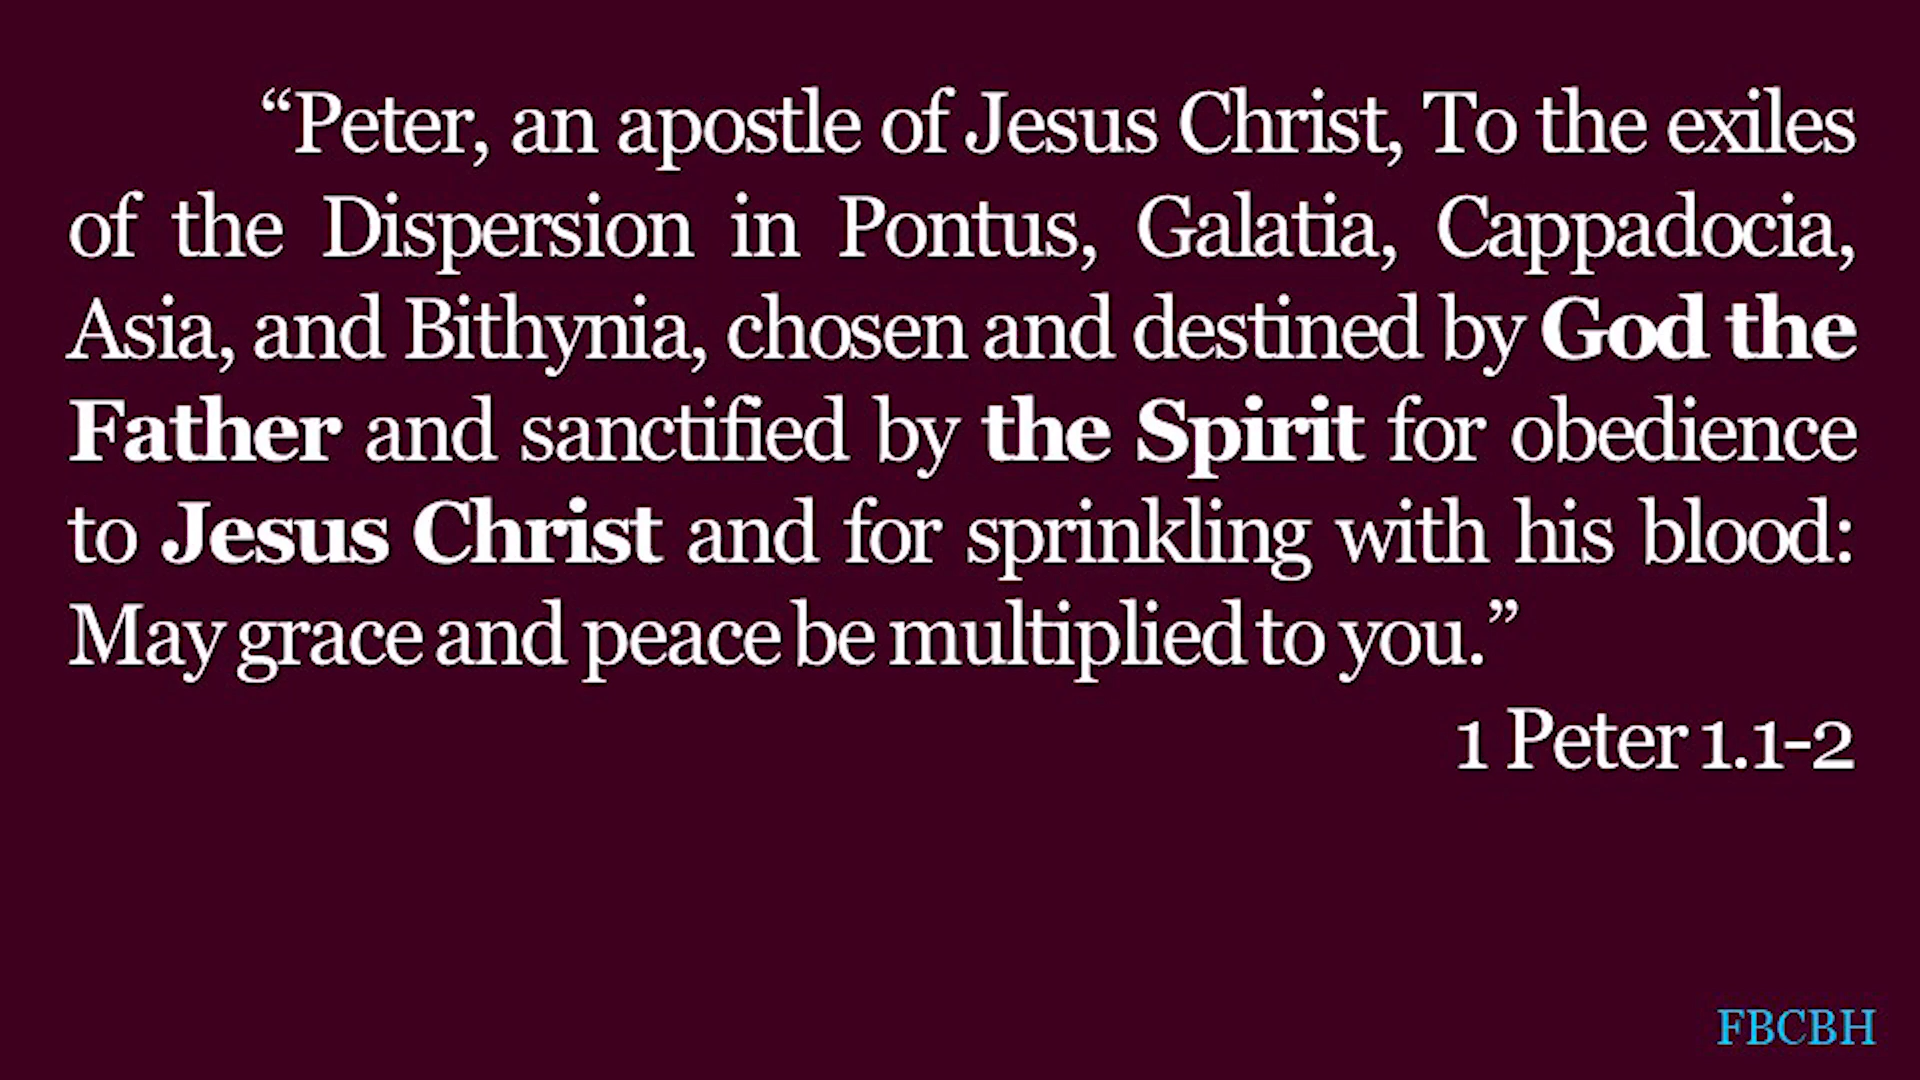 “Peter, an apostle of Jesus Christ, To the exiles
of the Dispersion in Pontus, Galatia, Cappadocia,
Asia, and Bithynia, chosen and destined by God the
Father and sanctified by the Spirit for obedience
to Jesus Christ and for sprinkling with his blood:
May grace and peace be multiplied to you.”
1 Peter 1.1-2
FBCBH